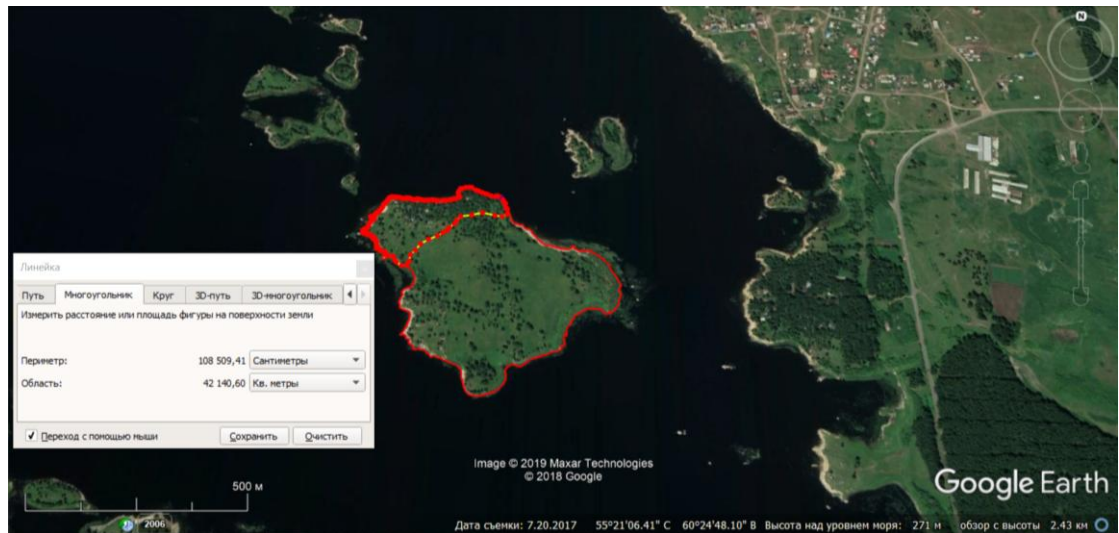 N
Линейка
Путь Многоугольник Круг 3D-путь 3D-многоугольник
Измерить расстояние или площадь фигуры на поверхности земли
Периметр: 108 509,41 Сантиметры
Область: 42 140,60 Кв. метры
Переход с помощью мыши Сохранить Очистить
Image © 2019 Maxar Technologies
© 2018 Google
Google Earth
500 м
2006
Дата съемки: 7.20.2017 55°21'06.41" С 60°24'48.10" В Высота над уровнем моря: 271 м обзор с высоты 2.43 км